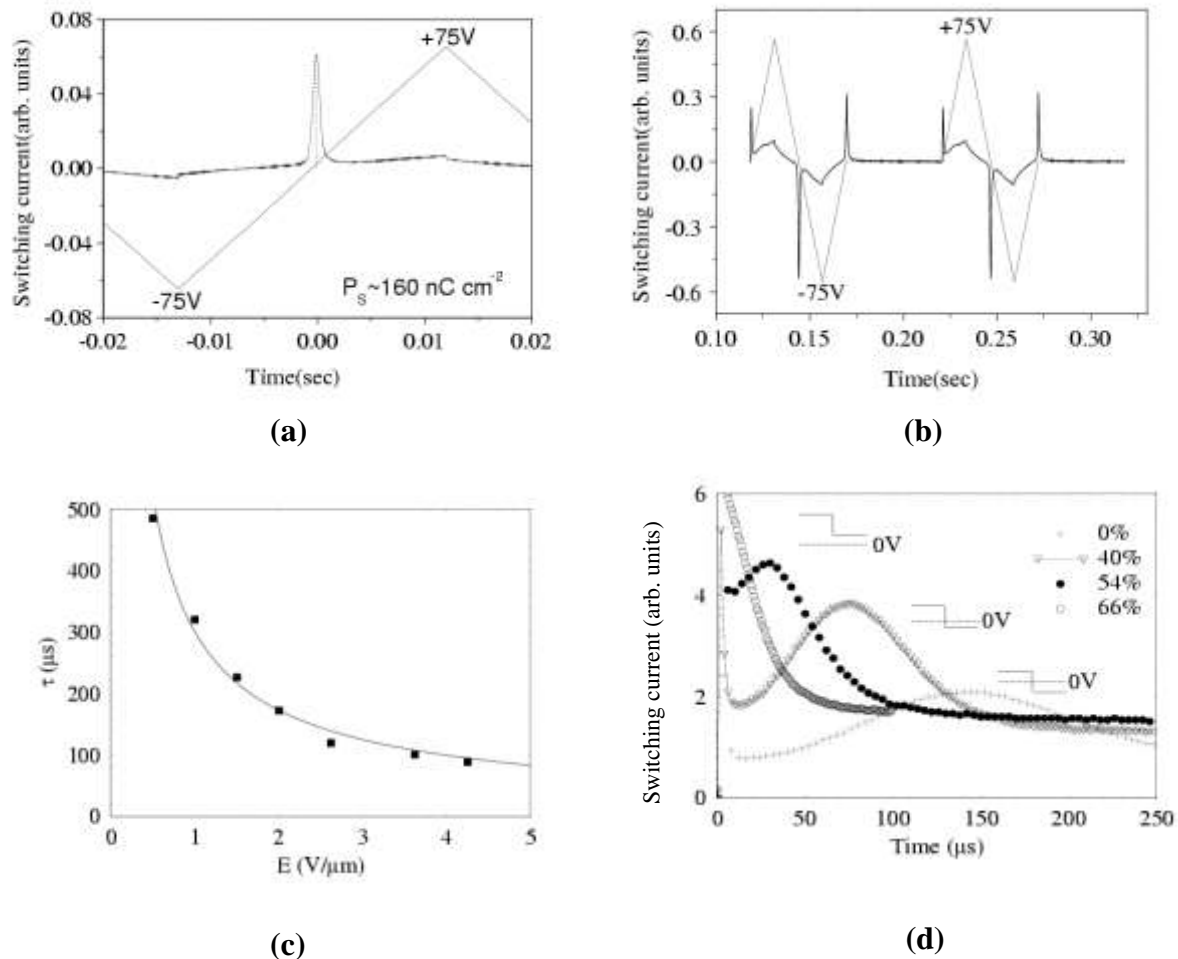 Switching current(arb. units)
0.08
0.04
0.00
-0.04
-0.08
+75V
-75V
P_S~160 nC cm^-2
-0.02 -0.01 0.00 0.01 0.02
Time(sec)
(a)
Switching current(arb. units)
0.6
0.3
0.0
-0.3
-0.6
+75V
-75V
0.10 0.15 0.20 0.25 0.30
Time(sec)
(b)
τ (µs)
500
400
300
200
100
0
0 1 2 3 4 5
E (V/µm)
(c)
Switching current (arb. units)
6
4
2
0
0V
0V
0V
0%
40%
54%
66%
0 50 100 150 200 250
Time (µs)
(d)